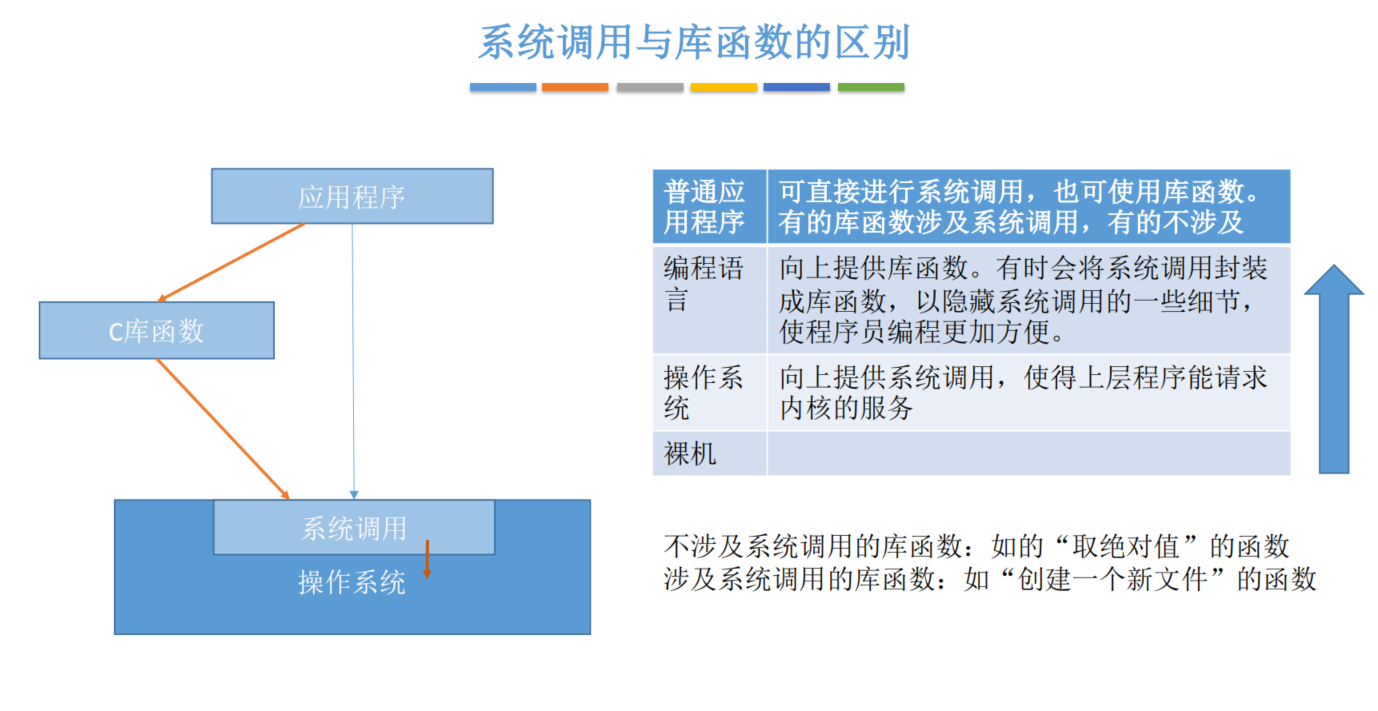 系统调用与库函数的区别
应用程序
C库函数
系统调用
操作系统
普通应
用程序
可直接进行系统调用，也可使用库函数。
有的库函数涉及系统调用，有的不涉及
编程语
言
向上提供库函数。有时会将系统调用封装
成库函数，以隐藏系统调用的一些细节，
使程序员编程更加方便。
操作系
统
向上提供系统调用，使得上层程序能请求
内核的服务
裸机
不涉及系统调用的库函数：如的“取绝对值”的函数
涉及系统调用的库函数：如“创建一个新文件”的函数